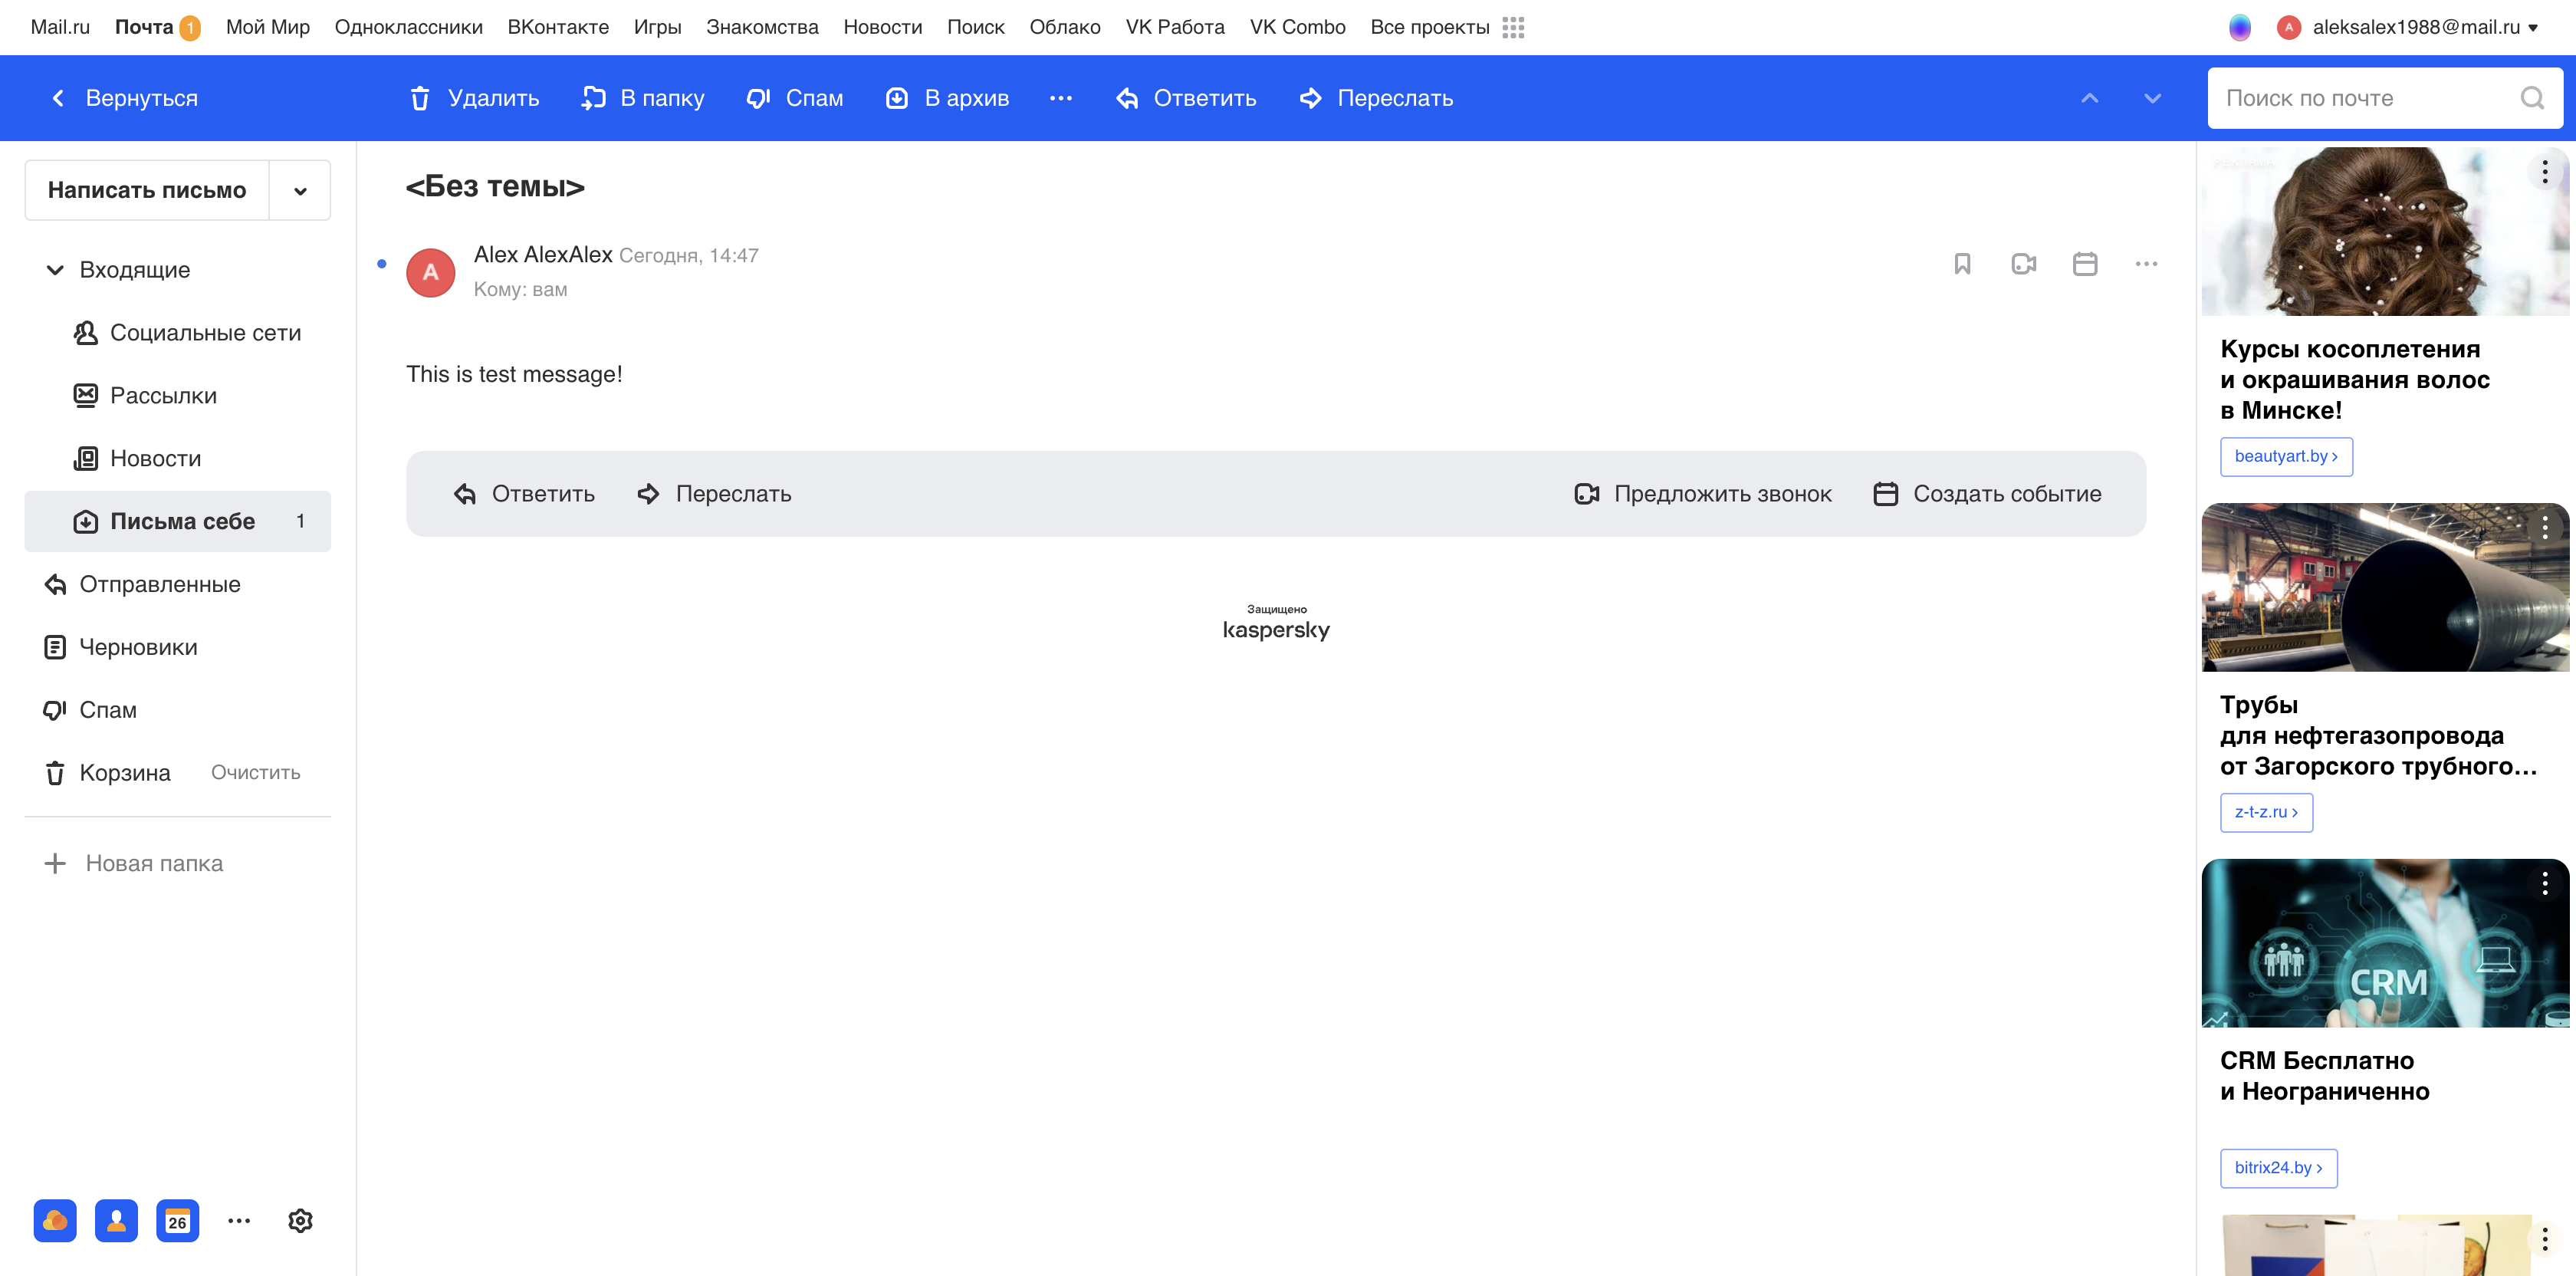 Mail.ru Почта 1 Мой Мир Одноклассники ВКонтакте Игры Знакомства Новости Поиск Облако VK Работа VK Combo Все проекты A aleksalex1988@mail.ru
Вернуться Удалить В папку Спам В архив Ответить Переслать Поиск по почте
Написать письмо
Входящие
Социальные сети
Рассылки
Новости
Письма себе 1
Отправленные
Черновики
Спам
Корзина Очистить
Новая папка
26
<Без темы>
A
Alex AlexAlex Сегодня, 14:47
Кому: вам
This is test message!
Ответить Переслать Предложить звонок Создать событие
Защищено
kaspersky
Курсы косоплетения
и окрашивания волос
в Минске!
beautyart.by
Трубы
для нефтегазопровода
от Загорского трубного...
z-t-z.ru
CRM
CRM Бесплатно
и Неограниченно
bitrix24.by